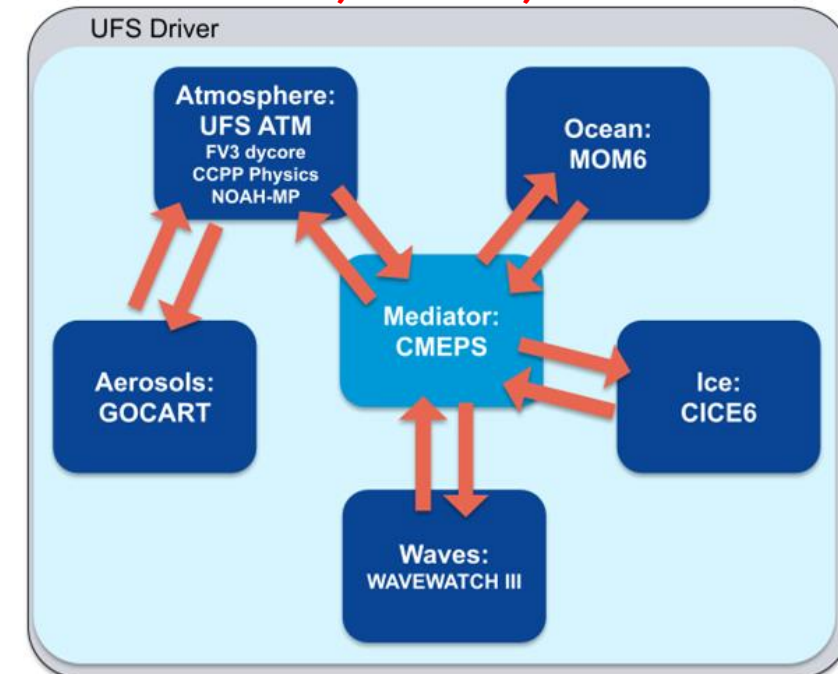 UFS Driver
Atmosphere:
UFS ATM
FV3 dycore
CCPP Physics
NOAH-MP
Ocean:
MOM6
Mediator:
CMEPS
Aerosols:
GOCART
Ice:
CICE6
Waves:
WAVEWATCH III